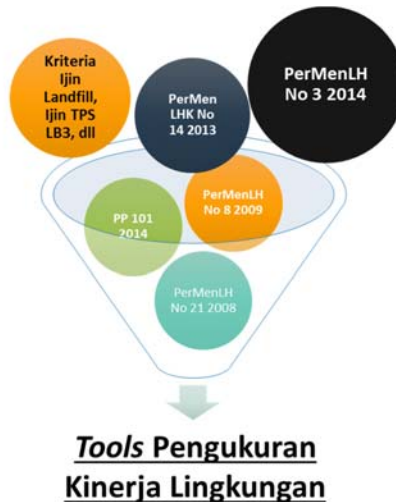 Kriteria
Ijin
Landfill,
Ijin TPS
LB3, dll
PerMen
LHK No
14 2013
PerMenLH
No 3 2014
PP 101
2014
PerMenLH
No 8 2009
PerMenLH
No 21 2008
Tools Pengukuran
Kinerja Lingkungan